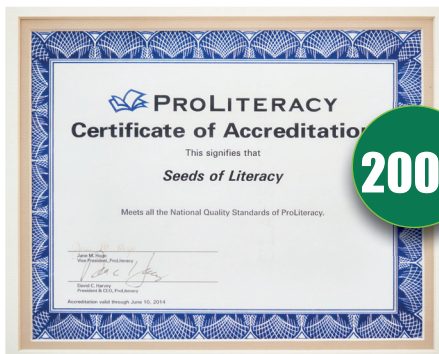 PROLITERACY
Certificate of Accreditation
This signifies that
Seeds of Literacy
Meets all the National Quality Standards of ProLiteracy.
Jane M. Hugo
Vice President, ProLiteracy
David C. Harvey
President & CEO, ProLiteracy
Accreditation valid through June 10, 2014
200